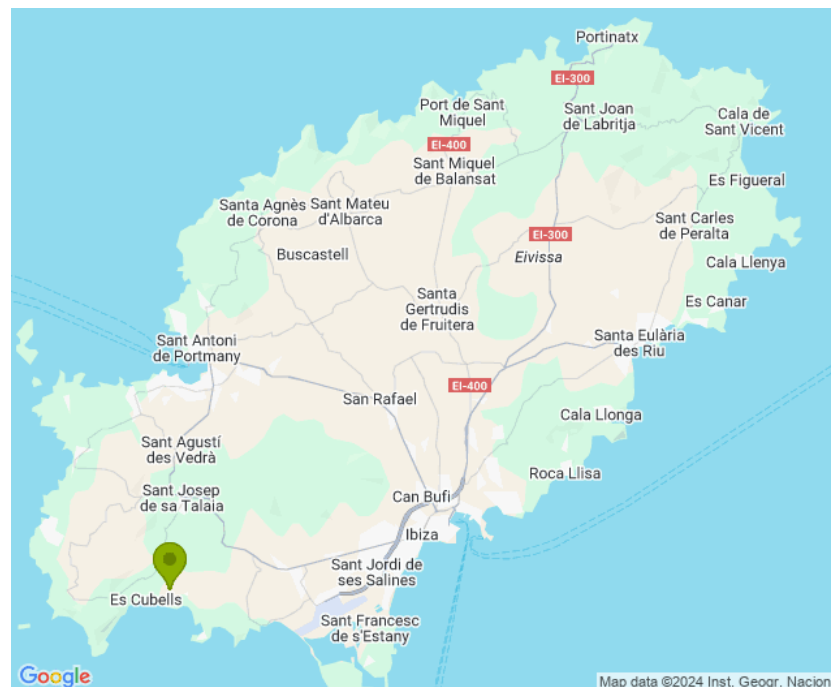 Portinatx
EI-300
Port de Sant
Miquel
Sant Joan
de Labritja
Cala de
Sant Vicent
EI-400
Sant Miquel
de Balansat
Es Figueral
Santa Agnès
de Corona
Sant Mateu
d'Albarca
Sant Carles
de Peralta
EI-300
Buscastell
Eivissa
Cala Llenya
Santa
Gertrudis
de Fruitera
Es Canar
Sant Antoni
de Portmany
Santa Eulària
des Riu
EI-400
San Rafael
Cala Llonga
Sant Agustí
des Vedrà
Roca Llisa
Sant Josep
de sa Talaia
Can Bufi
Ibiza
Sant Jordi de
ses Salines
Es Cubells
Sant Francesc
de s'Estany
Google
Map data ©2024 Inst. Geogr. Nacion